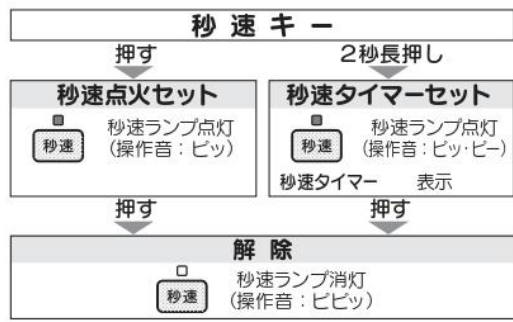 秒速キー
押す
2秒長押し
秒速点火セット
秒速タイマーセット
秒速
秒速ランプ点灯
(操作音：ピッ)
秒速
秒速ランプ点灯
(操作音：ピッ・ピー)
秒速タイマー 表示
押す
押す
解除
秒速
秒速ランプ消灯
(操作音：ピピッ)